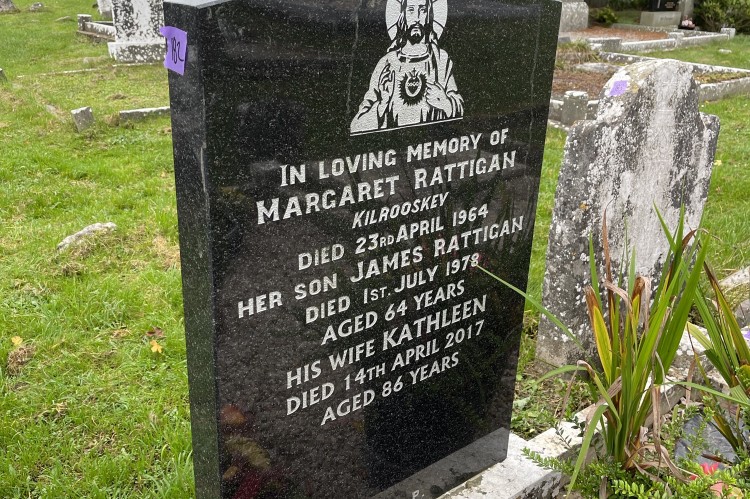 182
IN LOVING MEMORY OF
MARGARET RATTIGAN
KILROOSKEY
DIED 23RD APRIL 1964
HER SON JAMES RATTIGAN
DIED 1ST. JULY 1978
AGED 64 YEARS
HIS WIFE KATHLEEN
DIED 14TH APRIL 2017
AGED 86 YEARS
P.